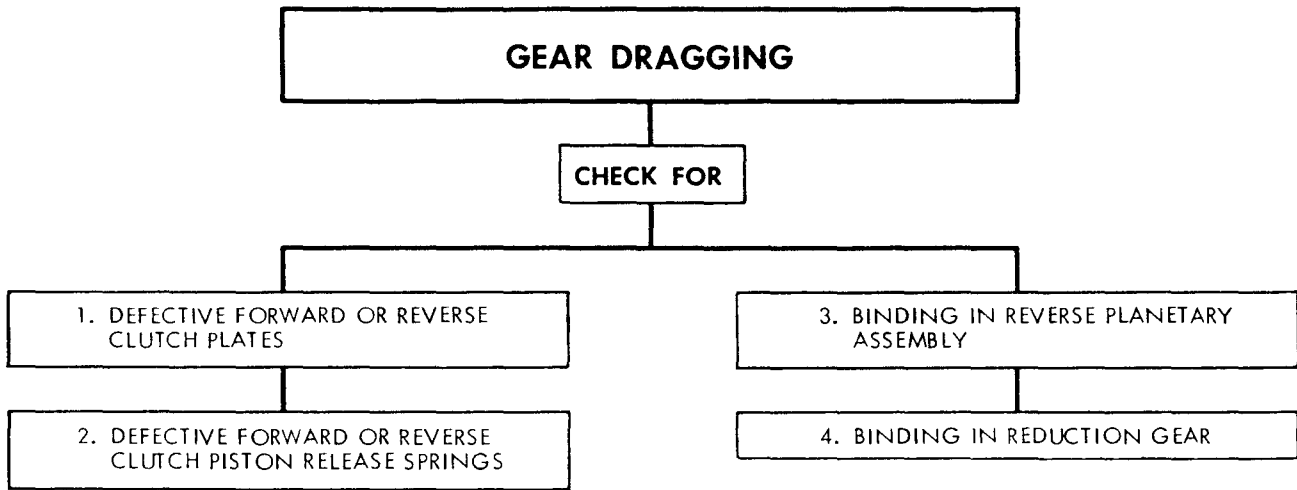 GEAR DRAGGING
CHECK FOR
1. DEFECTIVE FORWARD OR REVERSE
CLUTCH PLATES
2. DEFECTIVE FORWARD OR REVERSE
CLUTCH PISTON RELEASE SPRINGS
3. BINDING IN REVERSE PLANETARY
ASSEMBLY
4. BINDING IN REDUCTION GEAR